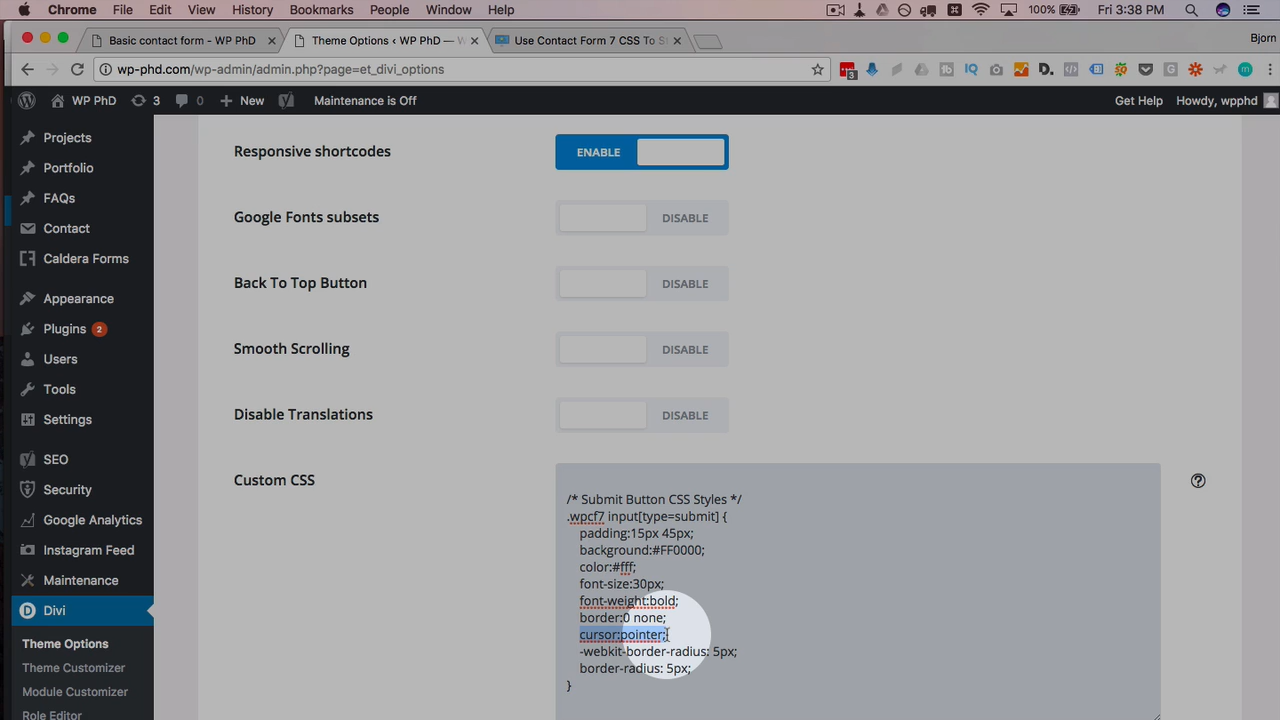 Chrome File Edit View History Bookmarks People Window Help 100% Fri 3:38 PM
Basic contact form - WP PhD
Theme Options ‹ WP PhD — W
Use Contact Form 7 CSS To S
Bjorn
wp-phd.com/wp-admin/admin.php?page=et_divi_options
WP PhD 3 0 + New Maintenance is Off Get Help Howdy, wpphd
Projects
Portfolio
FAQs
Contact
Caldera Forms
Appearance
Plugins 2
Users
Tools
Settings
SEO
Security
Google Analytics
Instagram Feed
Maintenance
Divi
Theme Options
Theme Customizer
Module Customizer
Role Editor
Responsive shortcodes ENABLE
Google Fonts subsets DISABLE
Back To Top Button DISABLE
Smooth Scrolling DISABLE
Disable Translations DISABLE
Custom CSS
/* Submit Button CSS Styles */
.wpcf7 input[type=submit] {
padding:15px 45px;
background:#FF0000;
color:#fff;
font-size:30px;
font-weight:bold;
border:0 none;
cursor:pointer;
-webkit-border-radius: 5px;
border-radius: 5px;
}